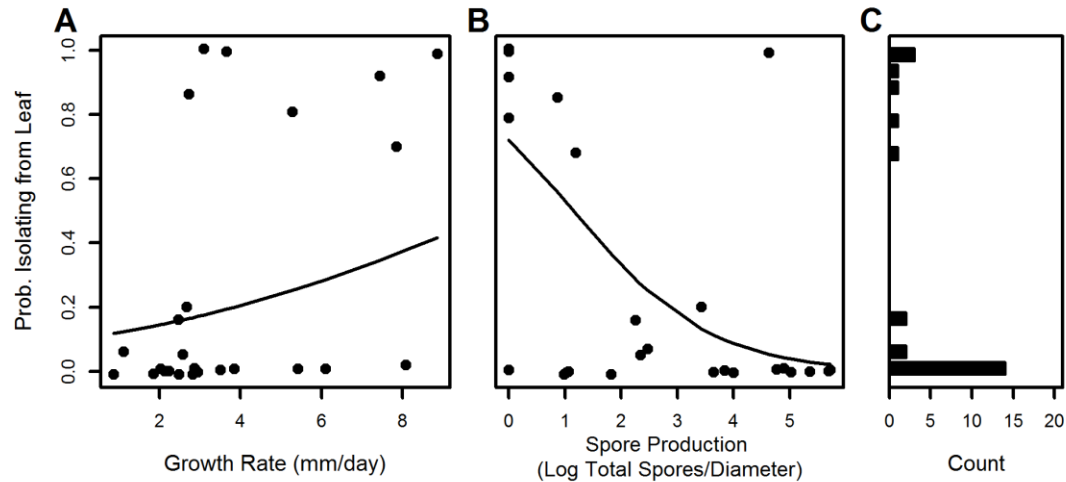 A
B
C
Prob. Isolating from Leaf
0.0
0.2
0.4
0.6
0.8
1.0
2
4
6
8
Growth Rate (mm/day)
0
1
2
3
4
5
Spore Production
(Log Total Spores/Diameter)
0
5
10
15
20
Count